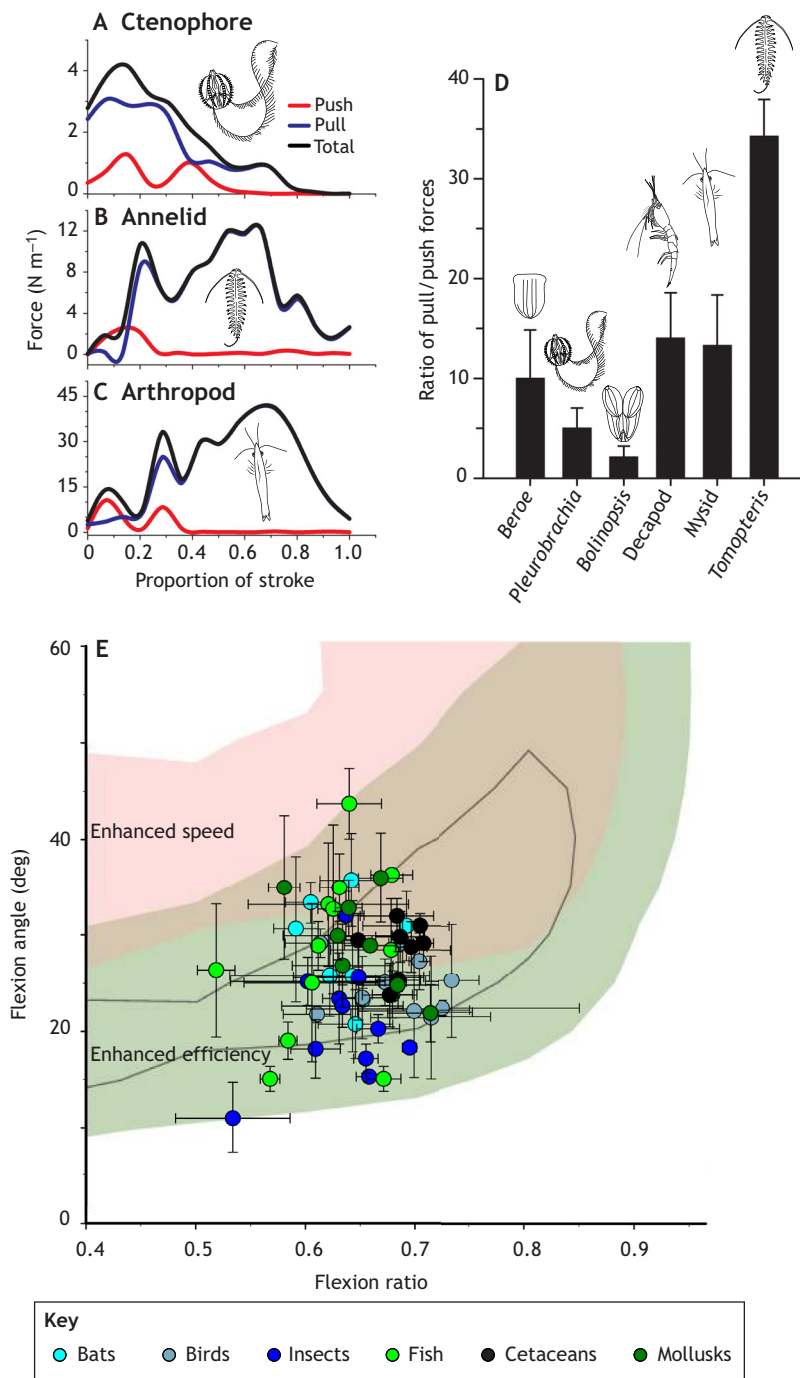 A Ctenophore
4
2
0
Push
Pull
Total
B Annelid
12
8
4
0
Force (N m⁻¹)
C Arthropod
45
30
15
0
0 0.2 0.4 0.6 0.8 1.0
Proportion of stroke
D
40
30
20
10
0
Ratio of pull/push forces
Beroe
Pleurobrachia
Bolinopsis
Decapod
Mysid
Tomopteris
E
60
40
20
0
Flexion angle (deg)
Enhanced speed
Enhanced efficiency
0.4 0.5 0.6 0.7 0.8 0.9
Flexion ratio
Key
Bats Birds Insects Fish Cetaceans Mollusks